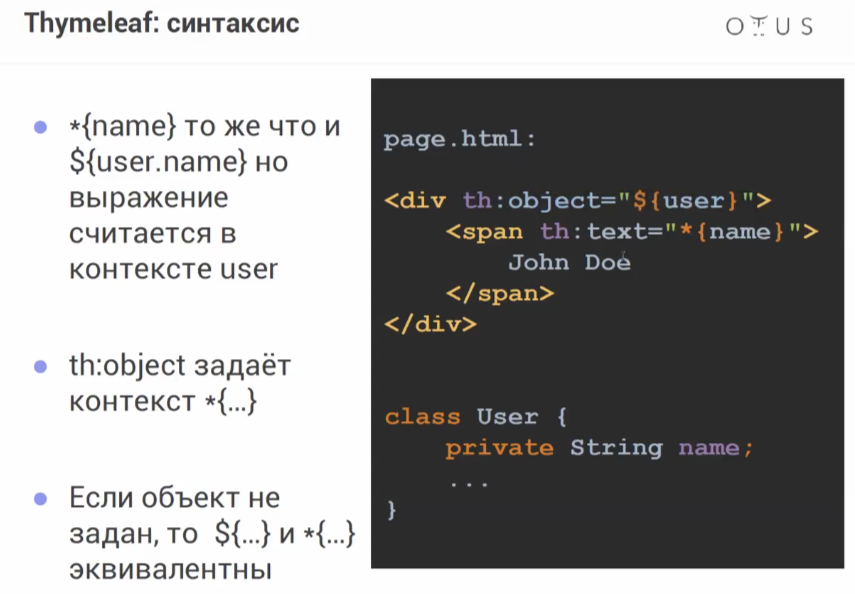 Thymeleaf: синтаксис
OTUS
*{name} то же что и
${user.name} но
выражение
считается в
контексте user
th:object задаёт
контекст *{...}
Если объект не
задан, то ${...} и *{...}
эквивалентны
page.html:
<div th:object="${user}">
<span th:text="*{name}">
John Doe
</span>
</div>
class User {
private String name;
...
}